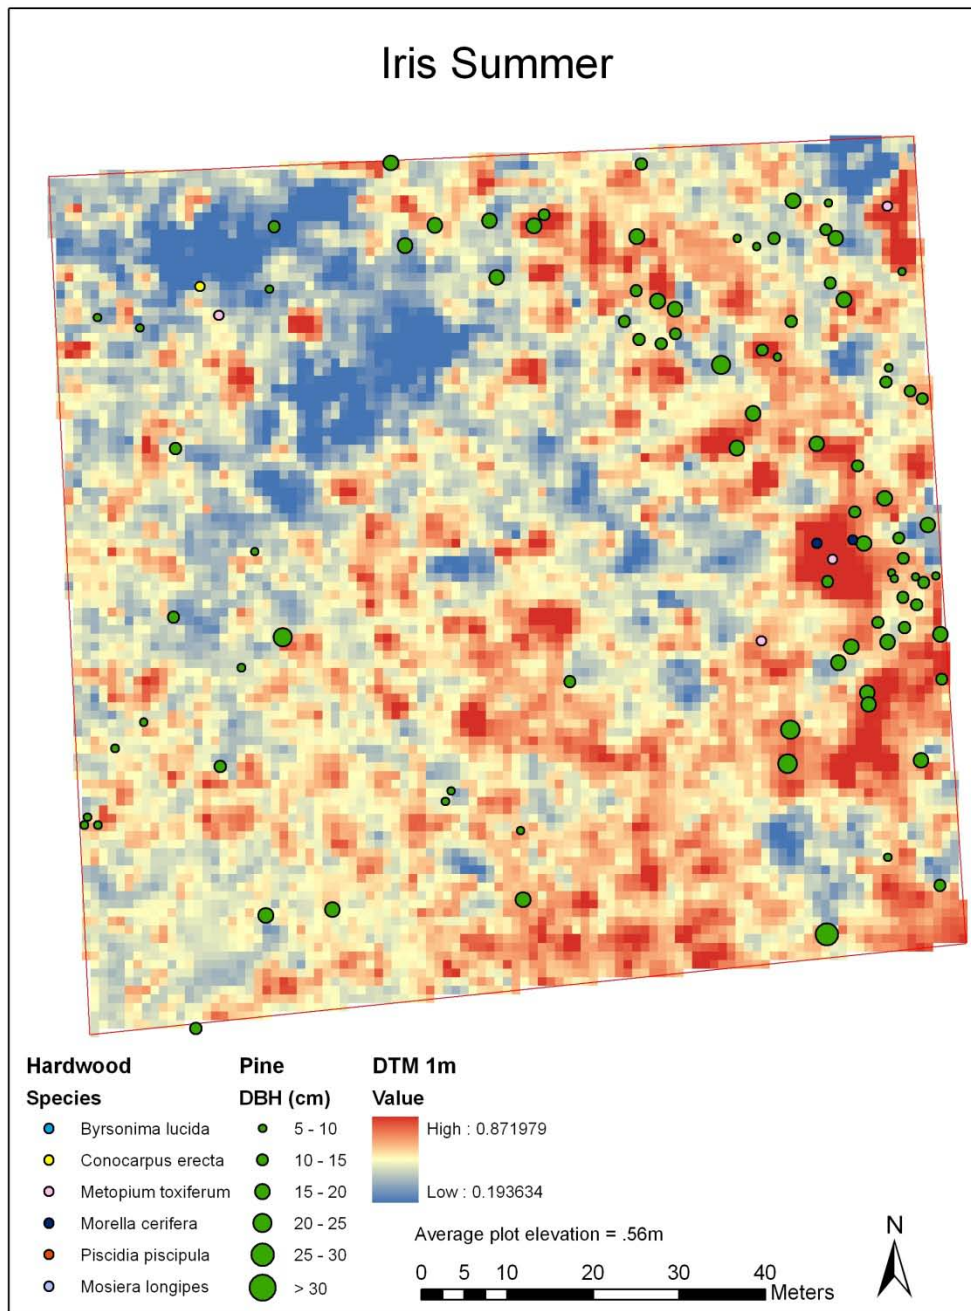 Iris Summer
Hardwood Pine DTM 1m
Species DBH (cm) Value
Byrsonima lucida 5 - 10 High : 0.871979
Conocarpus erecta 10 - 15
Metopium toxiferum 15 - 20 Low : 0.193634
Morella cerifera 20 - 25
Average plot elevation = .56m
N
Piscidia piscipula 25 - 30
0 5 10 20 30 40
Mosiera longipes > 30 Meters